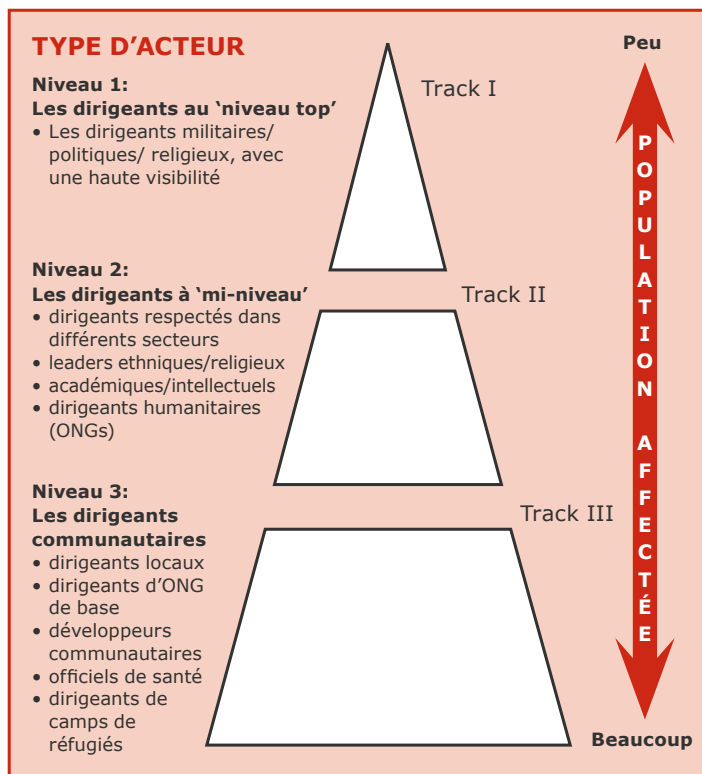 TYPE D’ACTEUR
Niveau 1:
Les dirigeants au ‘niveau top’
• Les dirigeants militaires/
politiques/ religieux, avec
une haute visibilité
Track I
Niveau 2:
Les dirigeants à ‘mi-niveau’
• dirigeants respectés dans
différents secteurs
• leaders ethniques/religieux
• académiques/intellectuels
• dirigeants humanitaires
(ONGs)
Track II
Niveau 3:
Les dirigeants
communautaires
• dirigeants locaux
• dirigeants d’ONG
de base
• développeurs
communautaires
• officiels de santé
• dirigeants de
camps de
réfugiés
Track III
Peu
POPULATION AFFECTÉE
Beaucoup